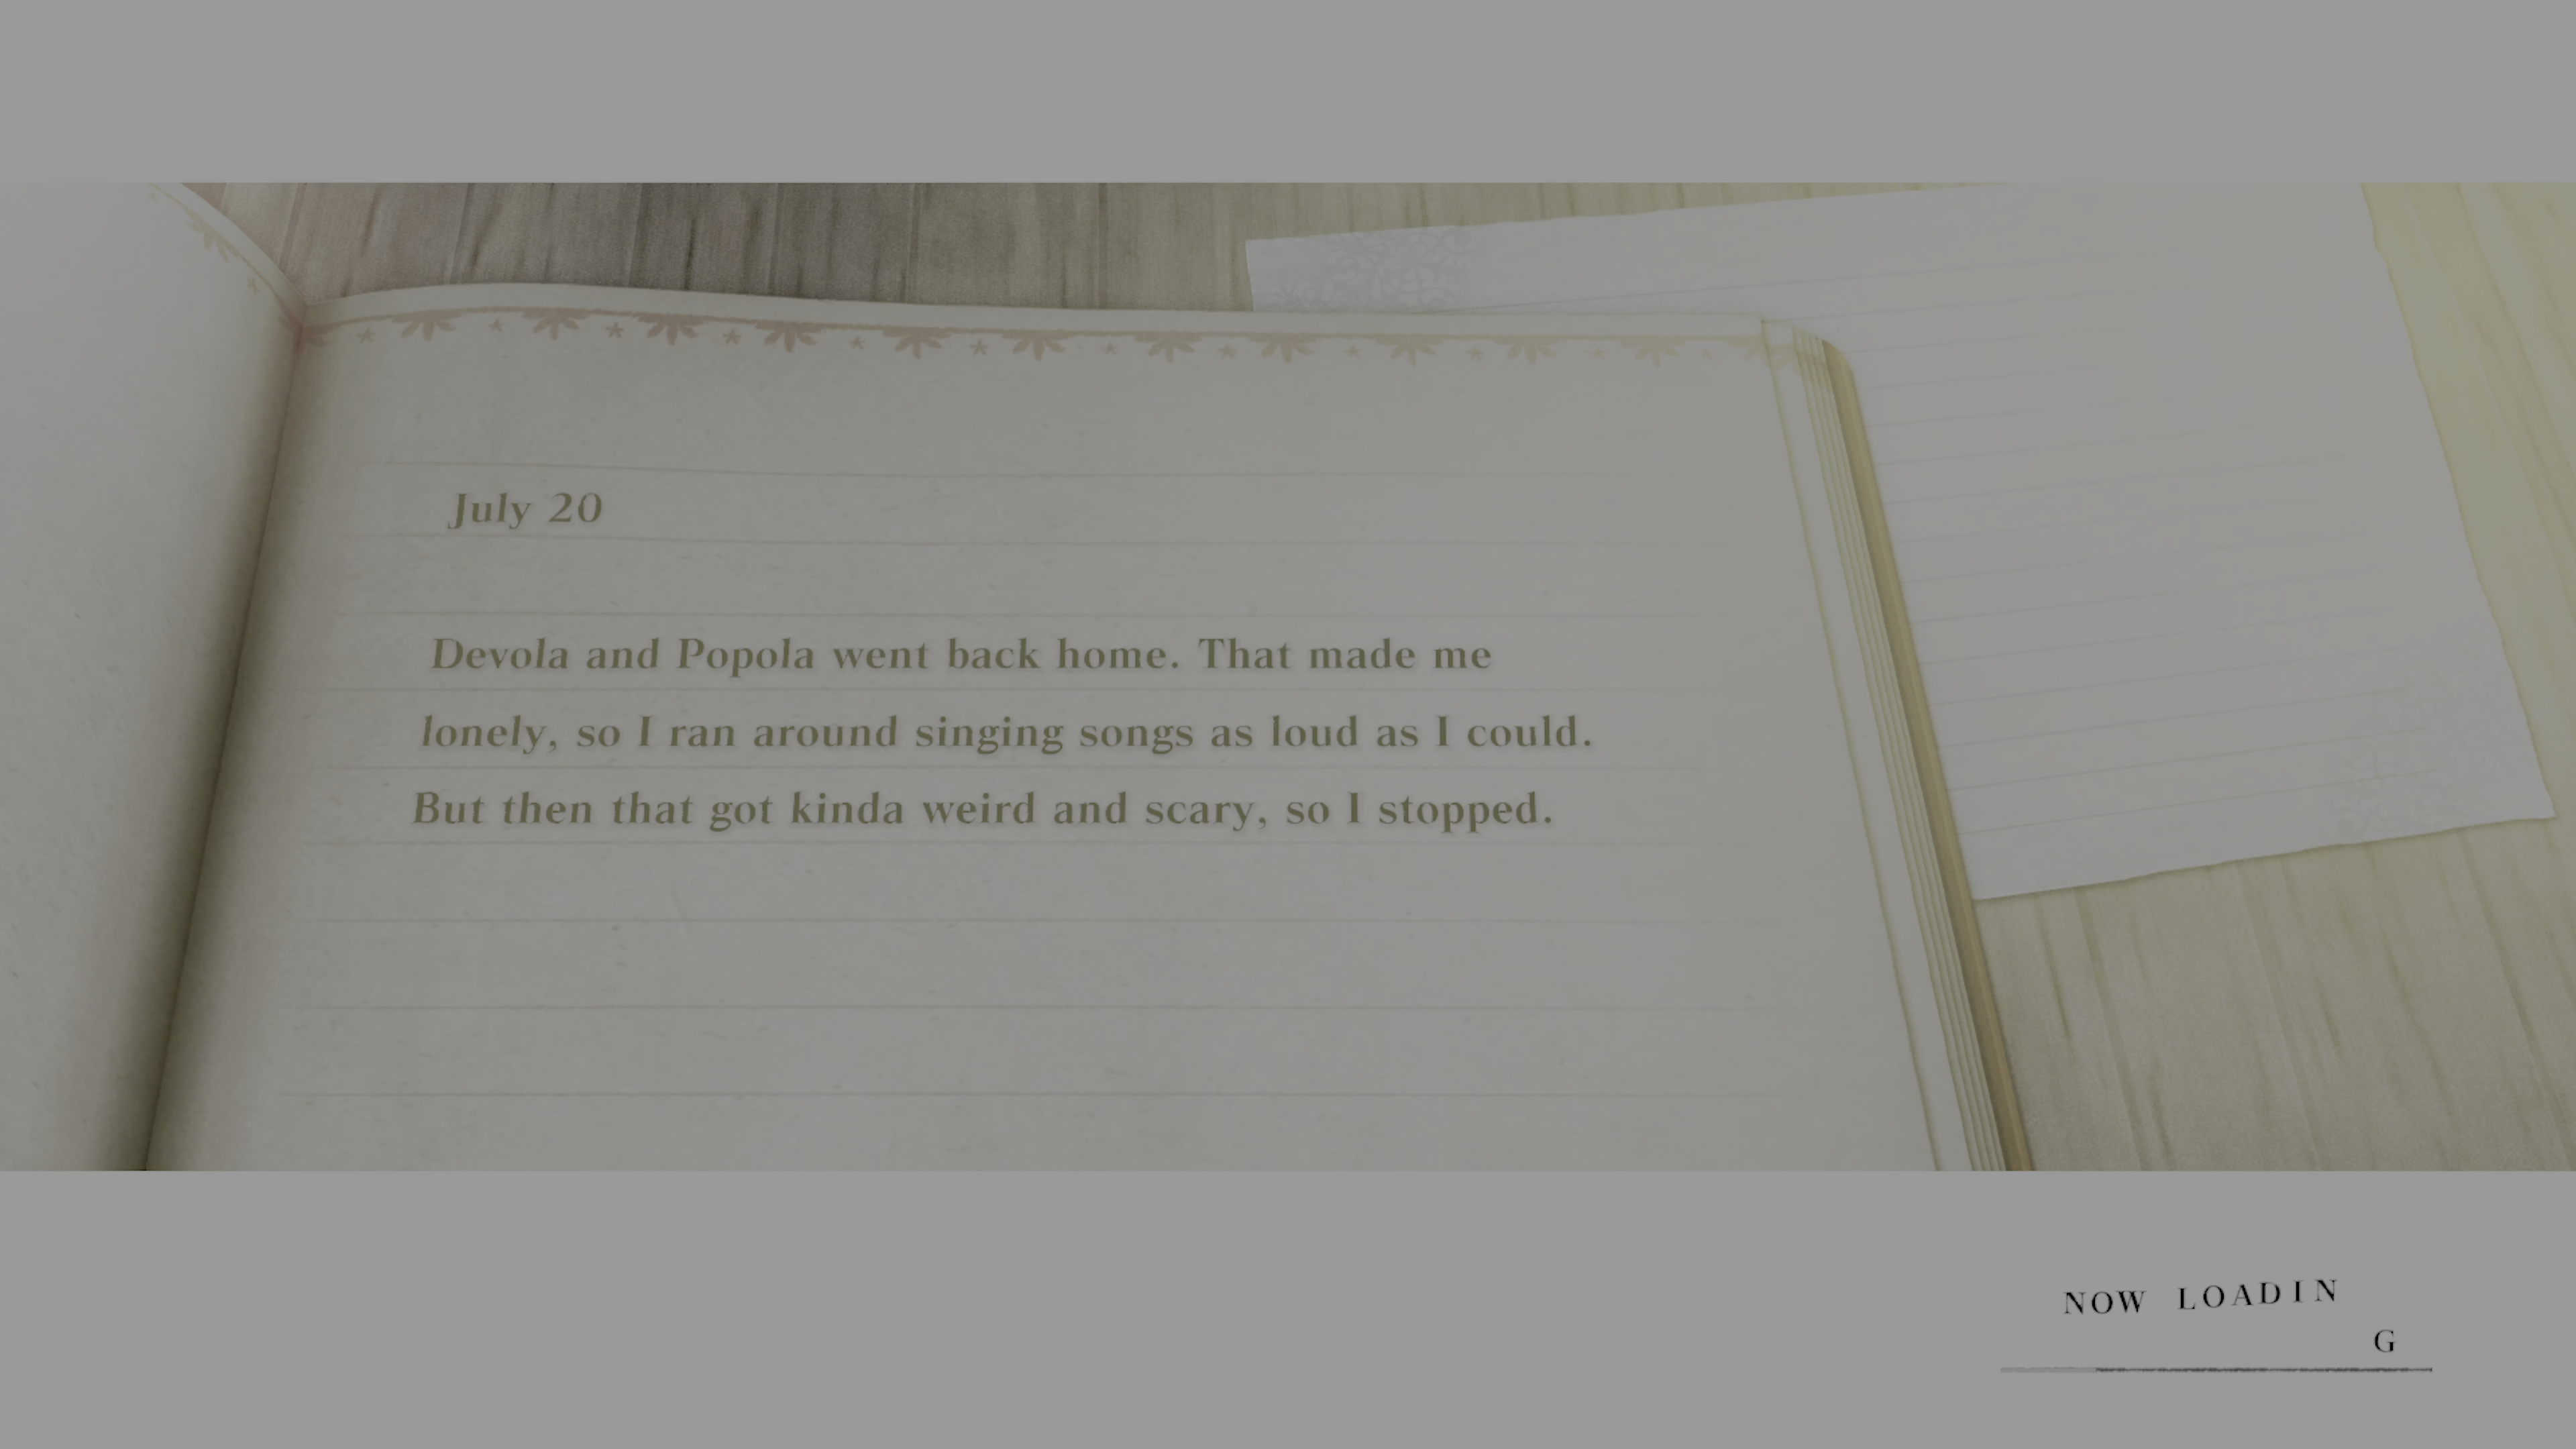 July 20
Devola and Popola went back home. That made me
lonely, so I ran around singing songs as loud as I could.
But then that got kinda weird and scary, so I stopped.
NOW LOADING